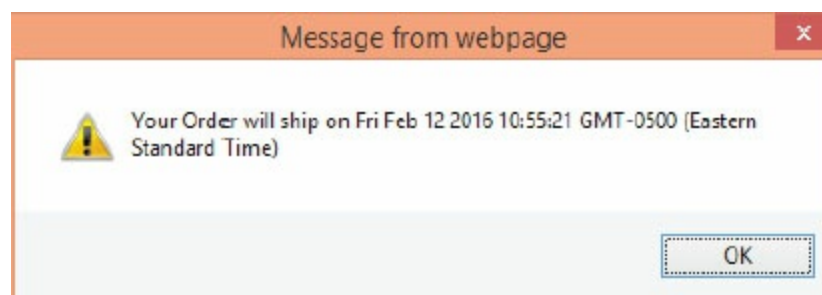 Message from webpage
x
Your Order will ship on Fri Feb 12 2016 10:55:21 GMT-0500 (Eastern
Standard Time)
OK